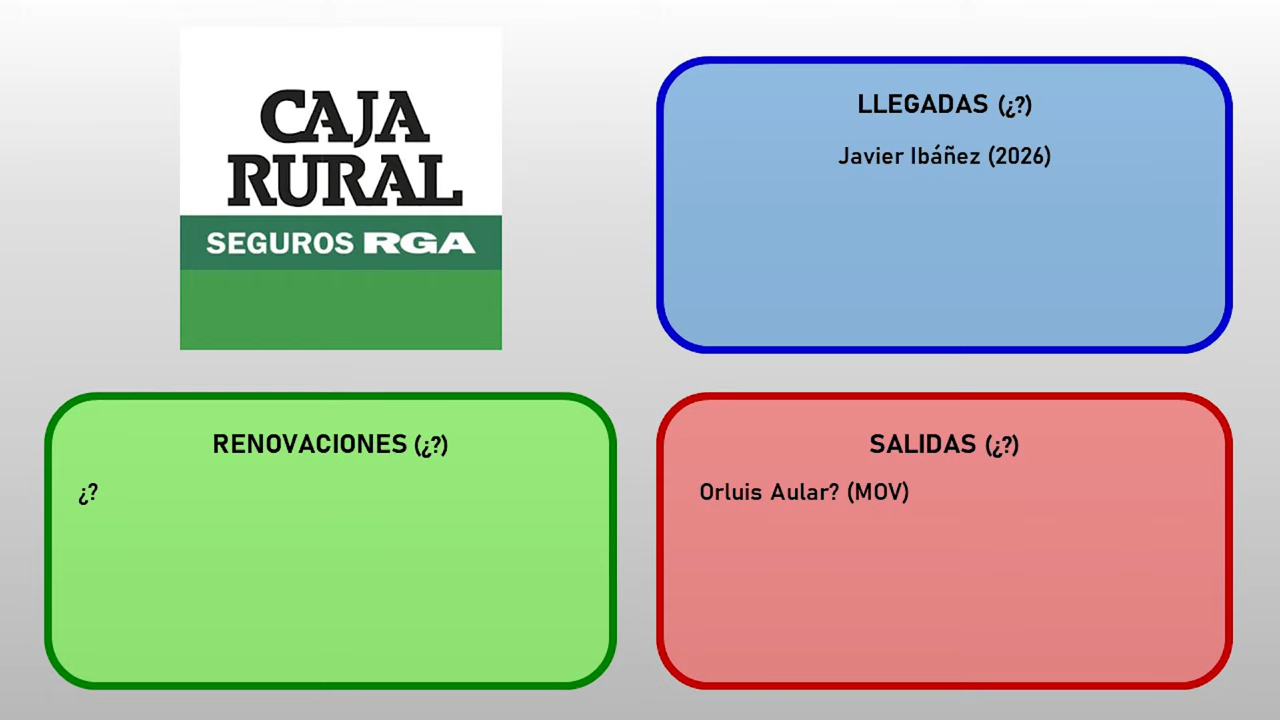 CAJA
RURAL
SEGUROS RGA
LLEGADAS (¿?)
Javier Ibáñez (2026)
RENOVACIONES (¿?)
¿?
SALIDAS (¿?)
Orluis Aular? (MOV)